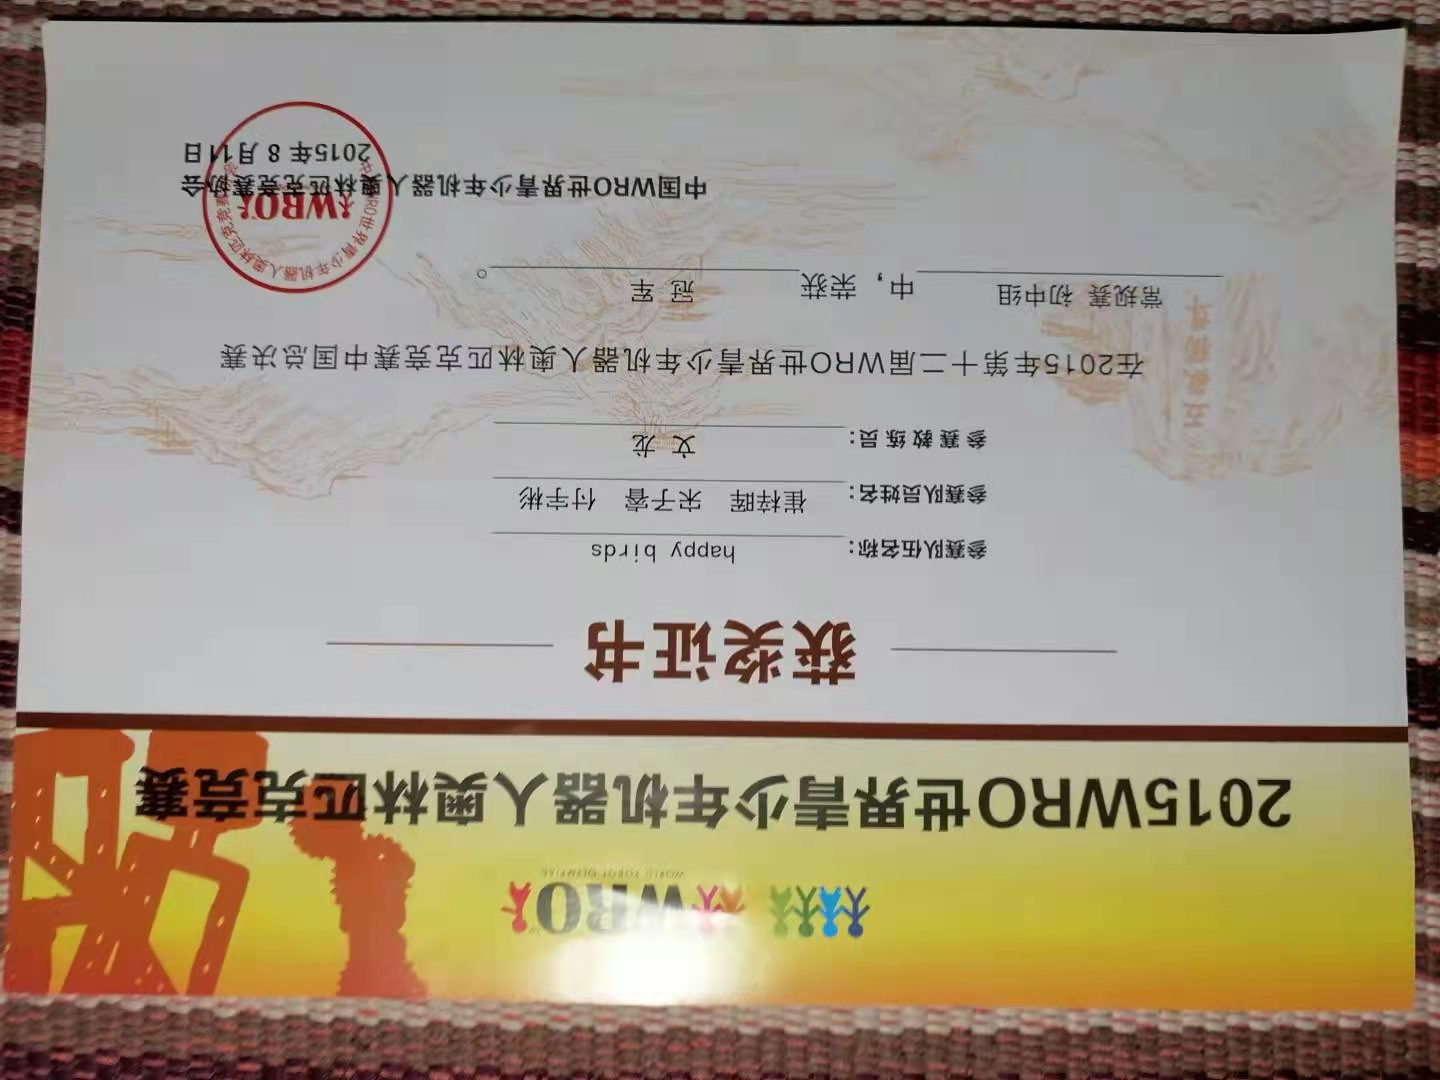 WRO
WORLD ROBOT OLYMPIAD
2015WRO世界青少年机器人奥林匹克竞赛
获奖证书
参赛队伍名称: happy birds
参赛队员姓名: 崔梓晖 宋子睿 付宇彬
参赛教练员: 文 龙
在2015年第十二届WRO世界青少年机器人奥林匹克竞赛中国总决赛
常规赛 初中组 中，荣获 冠 军 。
五嶽獨尊
中国WRO世界青少年机器人奥林匹克竞赛协会
2015年 8 月11日
中国WRO世界青少年机器人奥林匹克竞赛协会
WRO